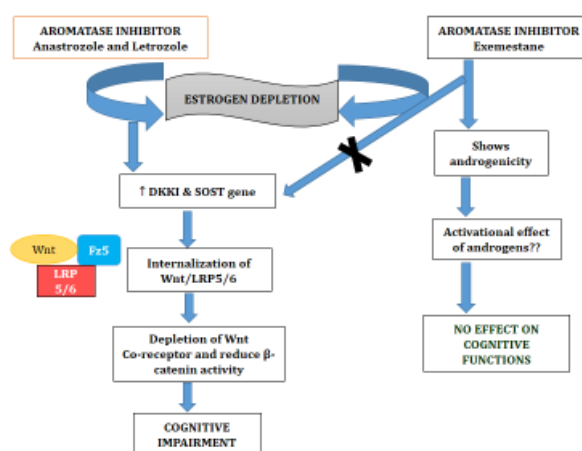 AROMATASE INHIBITOR
Anastrozole and Letrozole
AROMATASE INHIBITOR
Exemestane
ESTROGEN DEPLETION
Shows
androgenicity
↑ DKKI & SOST gene
Activational effect
of androgens??
Wnt
Fz5
LRP
5/6
Internalization of
Wnt/LRP5/6
NO EFFECT ON
COGNITIVE
FUNCTIONS
Depletion of Wnt
Co-receptor and reduce β-
catenin activity
COGNITIVE
IMPAIRMENT